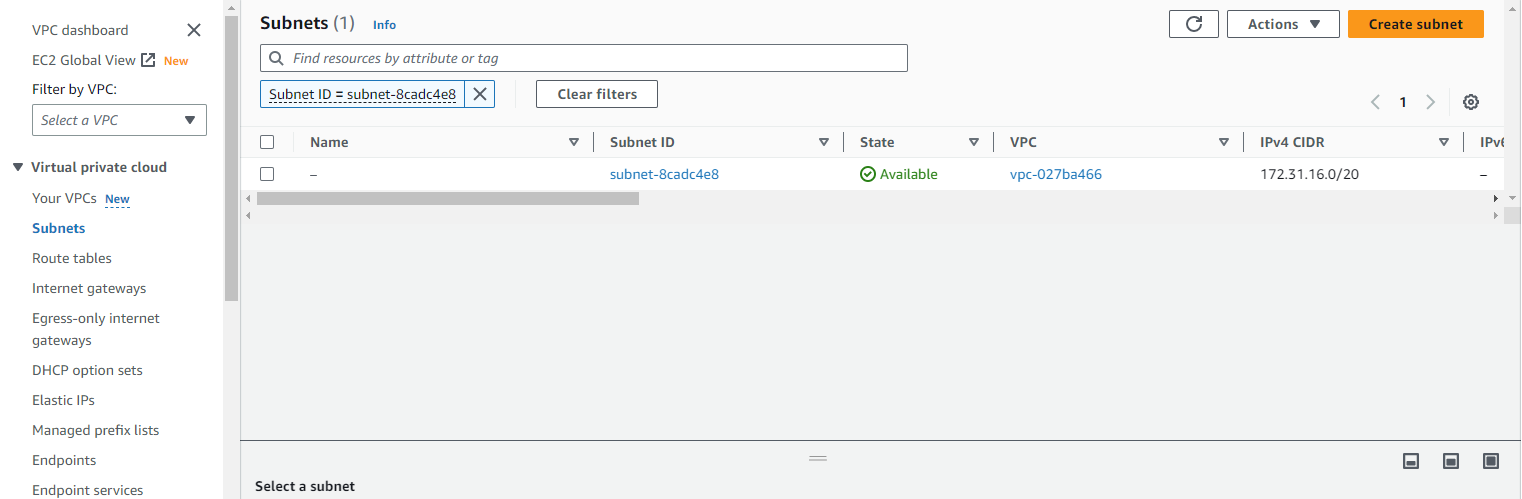 VPC dashboard
EC2 Global View New
Filter by VPC:
Select a VPC
Virtual private cloud
Your VPCs New
Subnets
Route tables
Internet gateways
Egress-only internet
gateways
DHCP option sets
Elastic IPs
Managed prefix lists
Endpoints
Endpoint services
Subnets (1) Info
Actions
Create subnet
Find resources by attribute or tag
Subnet ID = subnet-8cadc4e8
Clear filters
1
Name Subnet ID State VPC IPv4 CIDR IPv6
– subnet-8cadc4e8 Available vpc-027ba466 172.31.16.0/20 –
Select a subnet